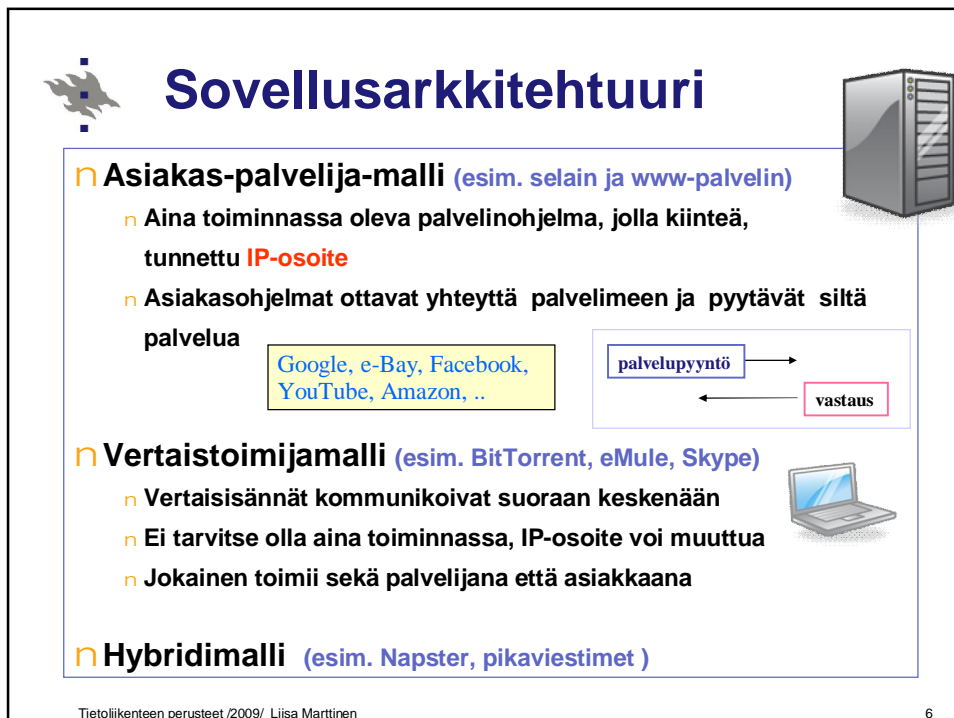 Sovellusarkkitehtuuri
n Asiakas-palvelija-malli (esim. selain ja www-palvelin)
n Aina toiminnassa oleva palvelinohjelma, jolla kiinteä,
tunnettu IP-osoite
n Asiakasohjelmat ottavat yhteyttä palvelimeen ja pyytävät siltä
palvelua
Google, e-Bay, Facebook,
YouTube, Amazon, ..
palvelupyyntö
vastaus
n Vertaistoimijamalli (esim. BitTorrent, eMule, Skype)
n Vertaisisännät kommunikoivat suoraan keskenään
n Ei tarvitse olla aina toiminnassa, IP-osoite voi muuttua
n Jokainen toimii sekä palvelijana että asiakkaana
n Hybridimalli (esim. Napster, pikaviestimet )
Tietoliikenteen perusteet /2009/ Liisa Marttinen
6